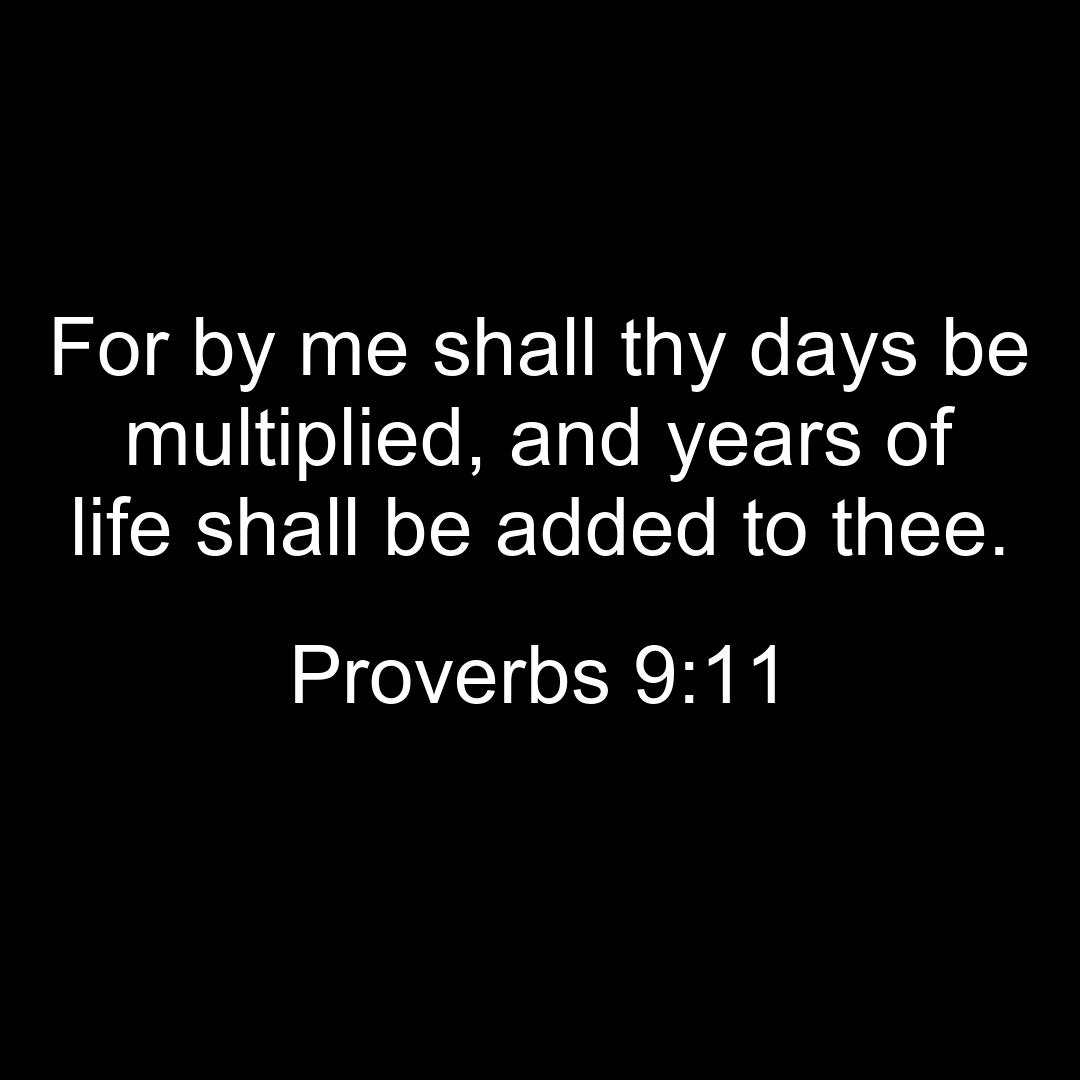 For by me shall thy days be
multiplied, and years of
life shall be added to thee.
Proverbs 9:11